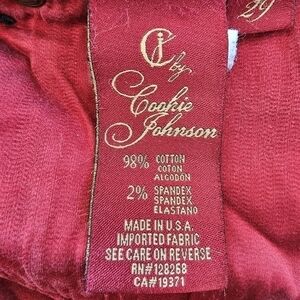 29
CJ
by
Cookie
Johnson
98% COTTON
COTON
ALGODÓN
2% SPANDEX
SPANDEX
ELASTANO
MADE IN U.S.A.
IMPORTED FABRIC
SEE CARE ON REVERSE
RN#128268
CA#19371